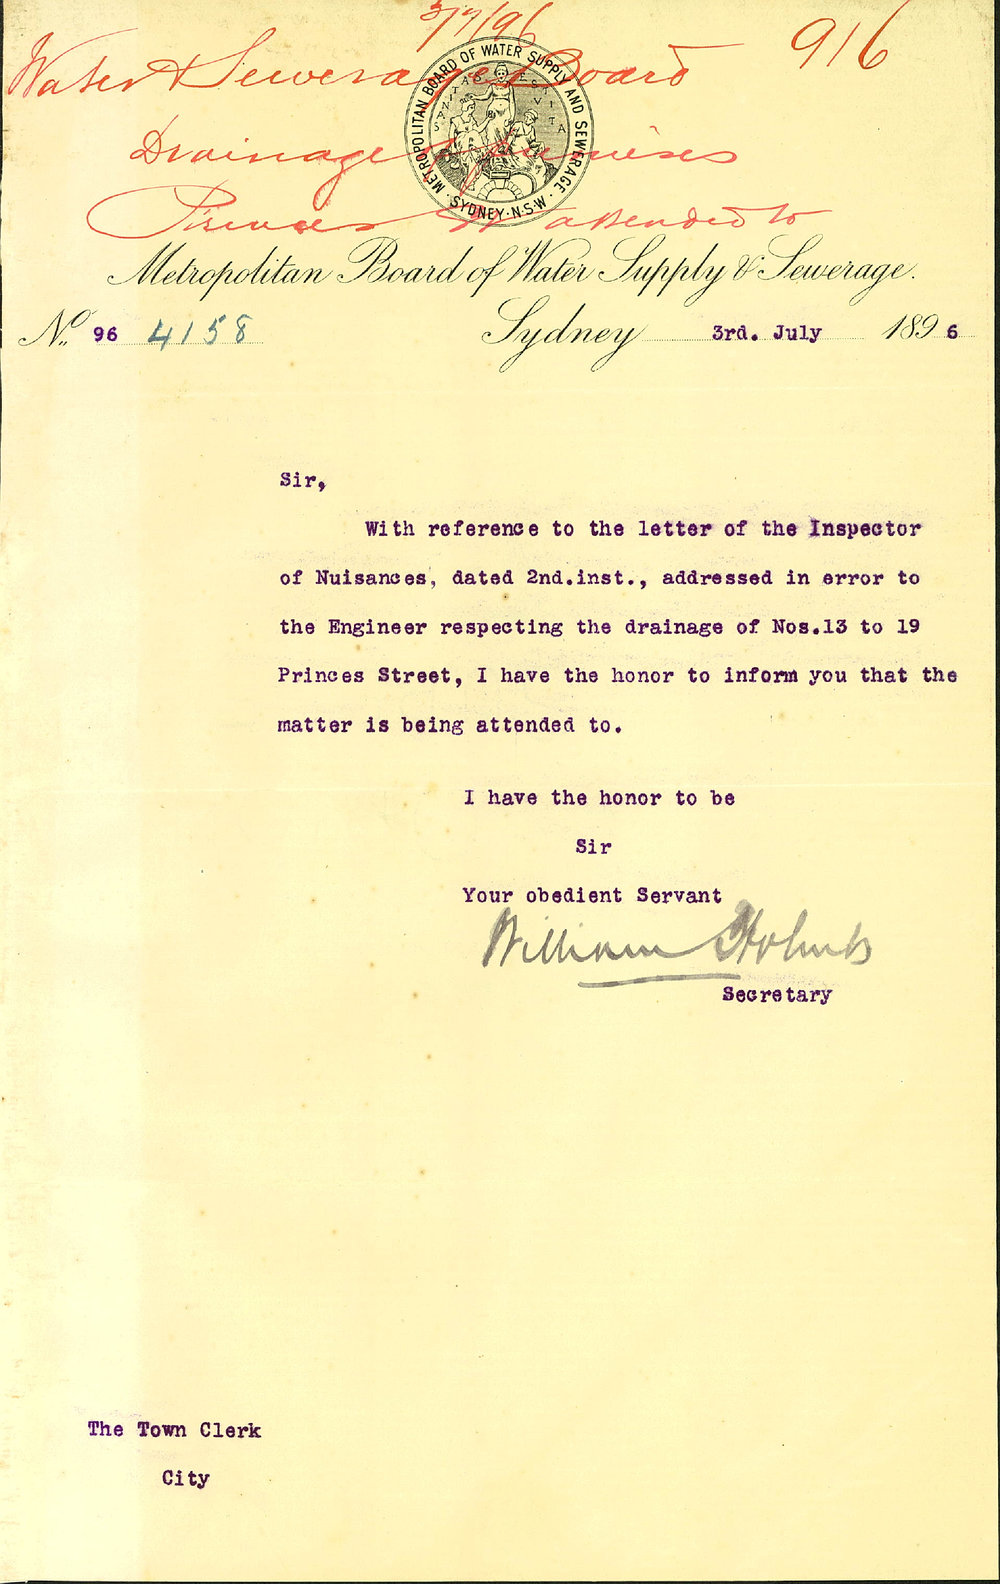 3/7/96
Water & Sewerage Board 916
Drainage premises
Princes St attended to
METROPOLITAN BOARD OF WATER SUPPLY AND SEWERAGE
SYDNEY·N·S·W·
Metropolitan Board of Water Supply & Sewerage.
No. 96 4158 Sydney 3rd. July 1896
Sir,
With reference to the letter of the Inspector
of Nuisances, dated 2nd.inst., addressed in error to
the Engineer respecting the drainage of Nos.13 to 19
Princes Street, I have the honor to inform you that the
matter is being attended to.
I have the honor to be
Sir
Your obedient Servant
William Holmes
Secretary
The Town Clerk
City